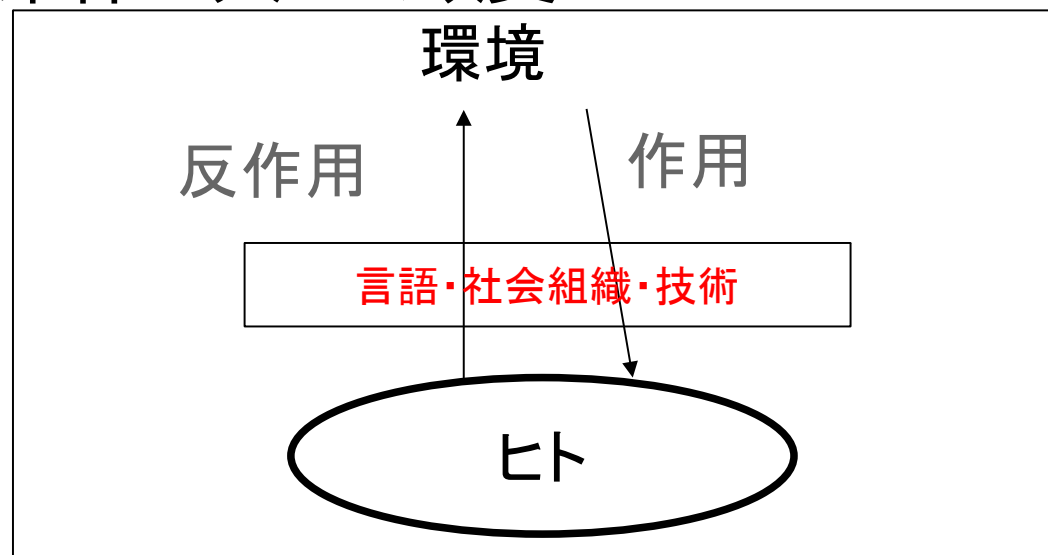 環境
反作用
作用
言語・社会組織・技術
ヒト